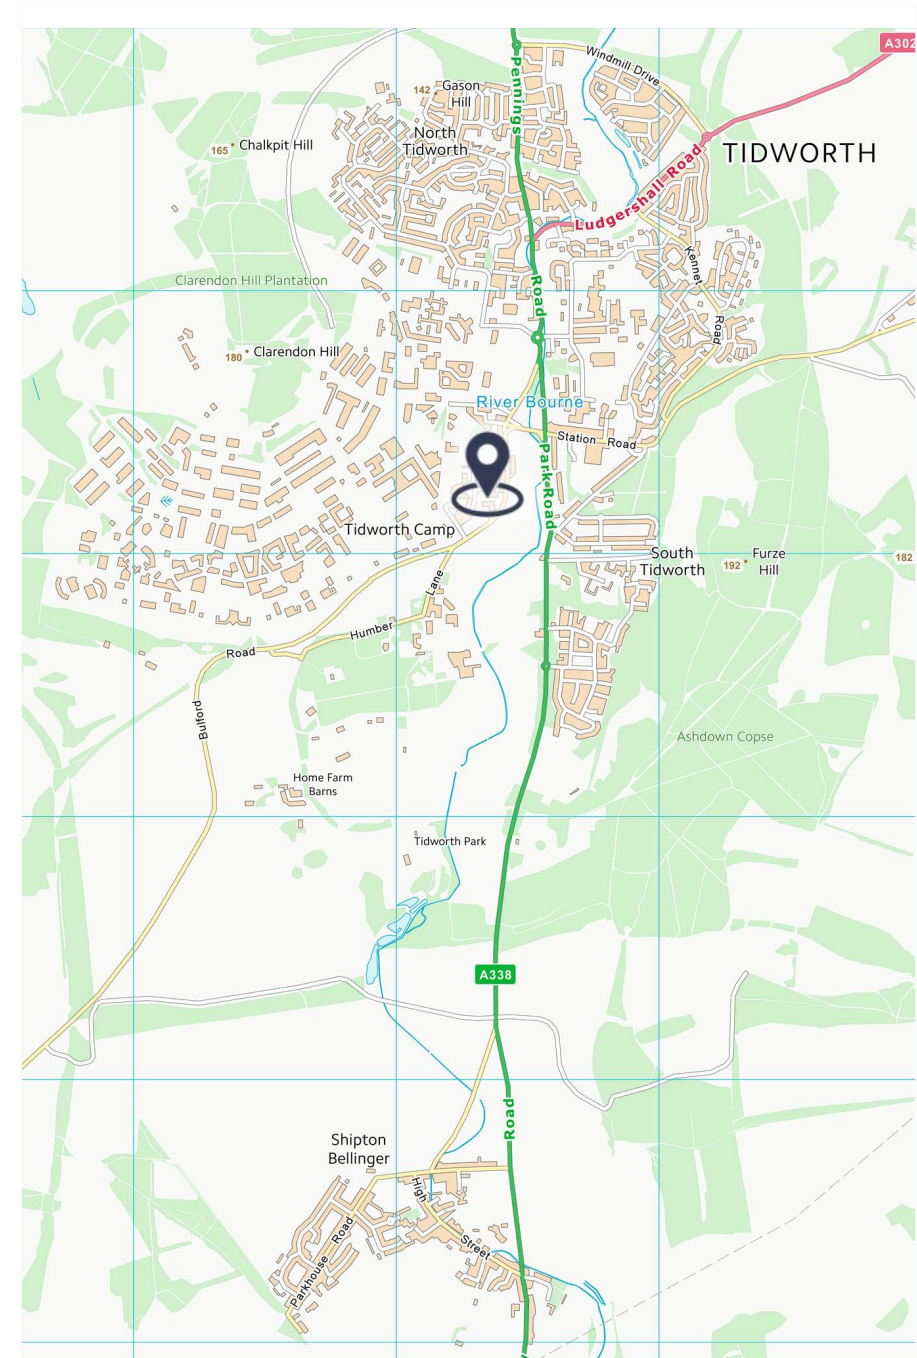 A302
Windmill Drive
Pennings
142
Gason
Hill
North
Tidworth
165
Chalkpit Hill
TIDWORTH
Ludgershall Road
Kennet
Road
Clarendon Hill Plantation
Road
180
Clarendon Hill
River Bourne
Station Road
Park Road
Tidworth Camp
South
Tidworth
192
Furze
Hill
182
Lane
Humber
Road
Bulford
Ashdown Copse
Home Farm
Barns
Tidworth Park
A338
Road
Shipton
Bellinger
High
Street
Parkhouse Road